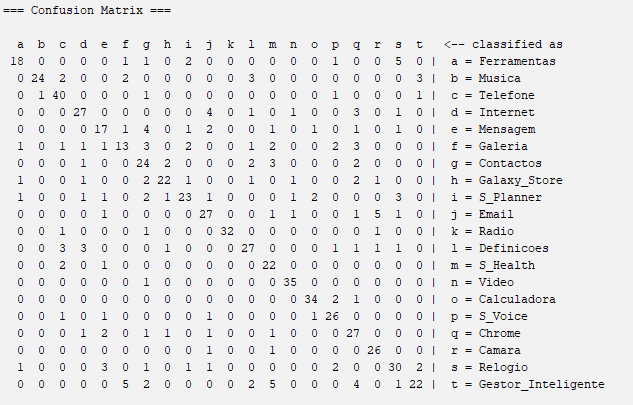 === Confusion Matrix ===
a b c d e f g h i j k l m n o p q r s t <-- classified as
18 0 0 0 0 1 1 0 2 0 0 0 0 0 0 1 0 0 5 0 | a = Ferramentas
0 24 2 0 0 2 0 0 0 0 0 3 0 0 0 0 0 0 0 3 | b = Musica
0 1 40 0 0 0 1 0 0 0 0 0 0 0 0 1 0 0 0 1 | c = Telefone
0 0 0 27 0 0 0 0 0 4 0 1 0 1 0 0 3 0 1 0 | d = Internet
0 0 0 0 17 1 4 0 1 2 0 0 1 0 1 0 1 0 1 0 | e = Mensagem
1 0 1 1 1 13 3 0 2 0 0 1 2 0 0 2 3 0 0 0 | f = Galeria
0 0 0 1 0 0 24 2 0 0 0 2 3 0 0 0 2 0 0 0 | g = Contactos
1 0 0 1 0 0 2 22 1 0 0 1 0 1 0 0 2 1 0 0 | h = Galaxy_Store
1 0 0 1 1 0 2 1 23 1 0 0 0 1 2 0 0 0 3 0 | i = S_Planner
0 0 0 0 1 0 0 0 0 27 0 0 1 1 0 0 1 5 1 0 | j = Email
0 0 1 0 0 0 1 0 0 0 32 0 0 0 0 0 0 1 0 0 | k = Radio
0 0 3 3 0 0 0 1 0 0 0 27 0 0 0 1 1 1 1 0 | l = Definicoes
0 0 2 0 1 0 0 0 0 0 0 0 22 0 0 0 0 0 0 0 | m = S_Health
0 0 0 0 0 0 1 0 0 0 0 0 0 35 0 0 0 0 0 0 | n = Video
0 0 0 0 0 0 0 0 0 0 0 0 0 0 34 2 1 0 0 0 | o = Calculadora
0 0 1 0 1 0 0 0 0 1 0 0 0 0 1 26 0 0 0 0 | p = S_Voice
0 0 0 1 2 0 1 1 0 1 0 0 1 0 0 0 27 0 0 0 | q = Chrome
0 0 0 0 0 0 0 0 0 1 0 0 1 0 0 0 0 26 0 0 | r = Camara
1 0 0 0 3 0 1 0 1 1 0 0 0 0 0 2 0 0 30 2 | s = Relogio
0 0 0 0 0 5 2 0 0 0 0 2 5 0 0 0 4 0 1 22 | t = Gestor_Inteligente